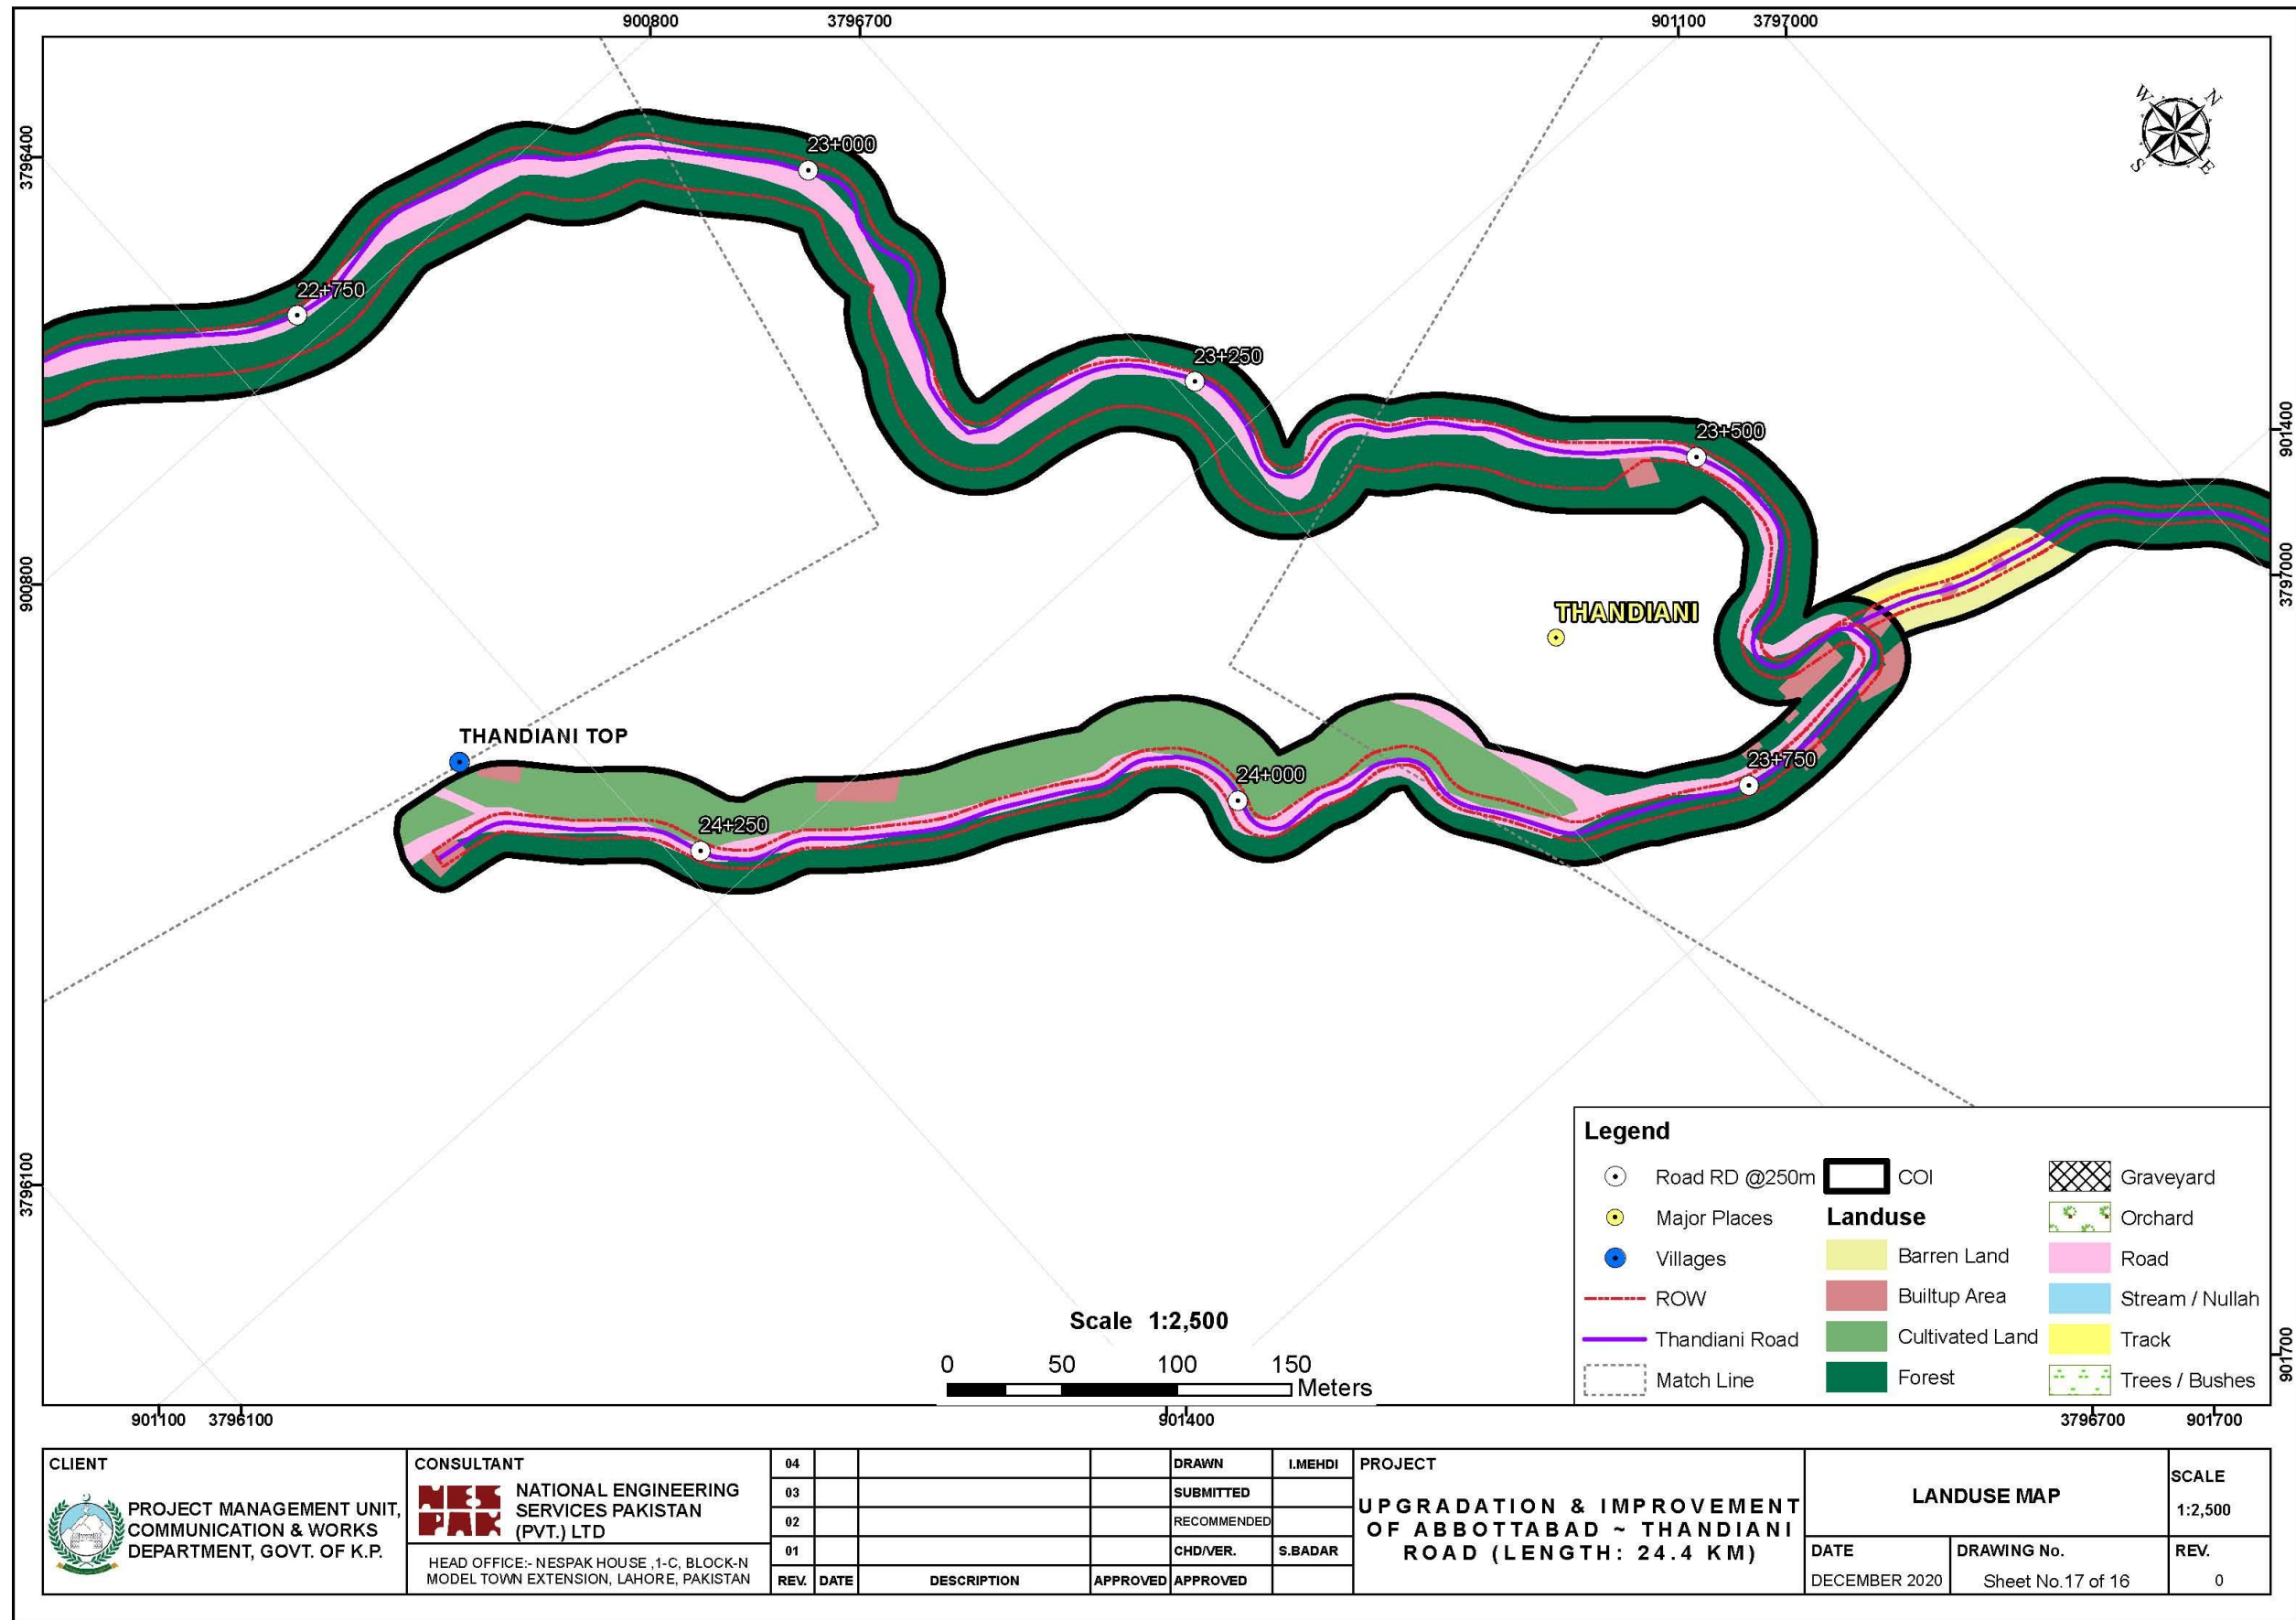 900800
3796700
901100
3797000
3796400
900800
3796100
901400
3797000
901700
W
N
S
E
23+000
22+750
23+250
23+500
THANDIANI
THANDIANI TOP
23+750
24+000
24+250
Legend
Road RD @250m
Major Places
Villages
ROW
Thandiani Road
Match Line
COI
Landuse
Barren Land
Builtup Area
Cultivated Land
Forest
Graveyard
Orchard
Road
Stream / Nullah
Track
Trees / Bushes
Scale 1:2,500
0 50 100 150
Meters
901100
3796100
901400
3796700
901700
CLIENT
PROJECT MANAGEMENT UNIT,
COMMUNICATION & WORKS
DEPARTMENT, GOVT. OF K.P.
CONSULTANT
NES
PAK
NATIONAL ENGINEERING
SERVICES PAKISTAN
(PVT.) LTD
HEAD OFFICE:- NESPAK HOUSE ,1-C, BLOCK-N
MODEL TOWN EXTENSION, LAHORE, PAKISTAN
04
03
02
01
REV. DATE DESCRIPTION APPROVED
DRAWN I.MEHDI
SUBMITTED
RECOMMENDED
CHD/VER. S.BADAR
APPROVED
PROJECT
UPGRADATION & IMPROVEMENT
OF ABBOTTABAD ~ THANDIANI
ROAD (LENGTH: 24.4 KM)
LANDUSE MAP
SCALE
1:2,500
DATE
DECEMBER 2020
DRAWING No.
Sheet No.17 of 16
REV.
0